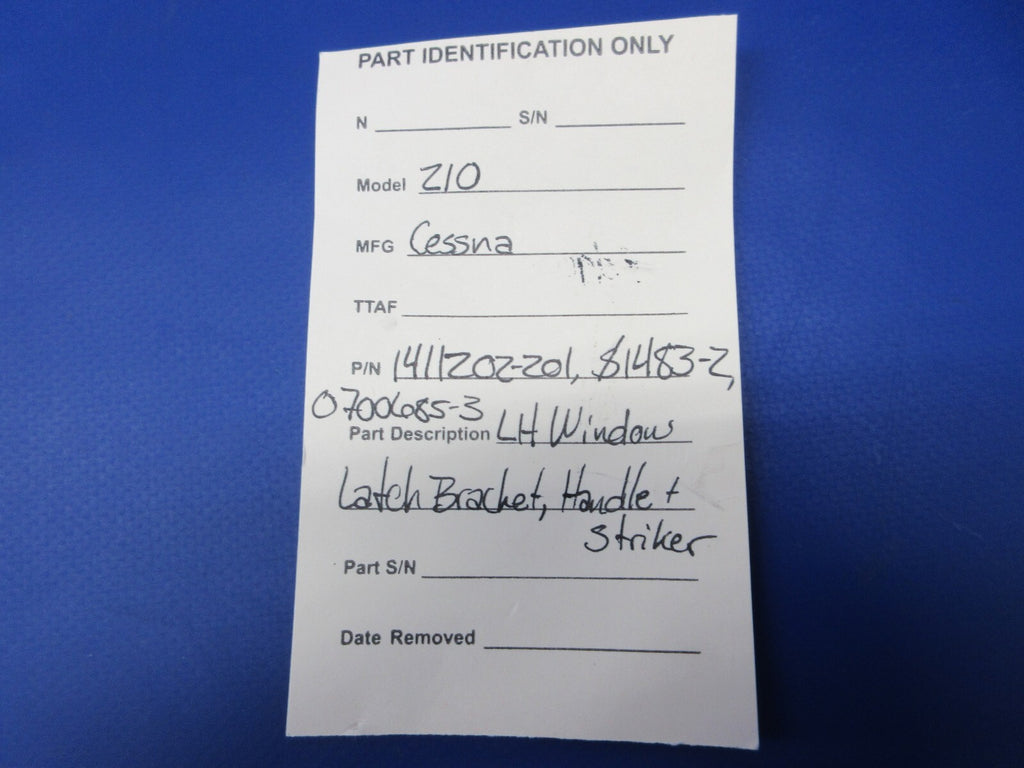 PART IDENTIFICATION ONLY
N S/N
Model 210
MFG Cessna
TTAF
P/N 1411202-201, S1483-2,
0700685-3
Part Description LH Window
Latch Bracket, Handle +
Striker
Part S/N
Date Removed